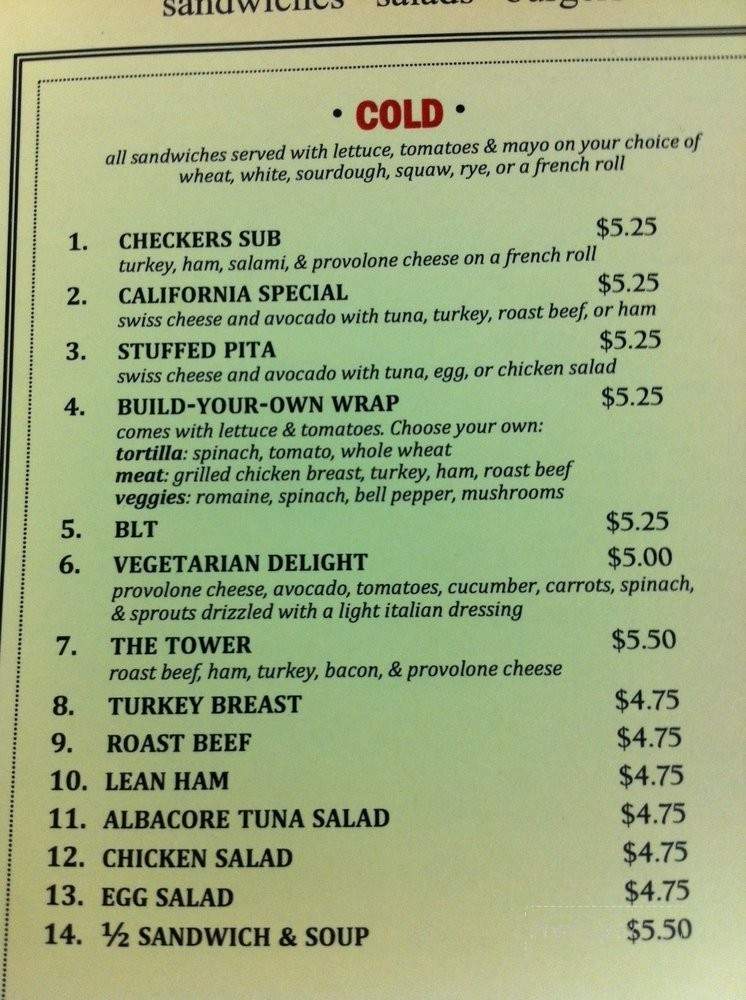 sandwiches salads
• COLD •
all sandwiches served with lettuce, tomatoes & mayo on your choice of
wheat, white, sourdough, squaw, rye, or a french roll
1. CHECKERS SUB $5.25
turkey, ham, salami, & provolone cheese on a french roll
2. CALIFORNIA SPECIAL $5.25
swiss cheese and avocado with tuna, turkey, roast beef, or ham
3. STUFFED PITA $5.25
swiss cheese and avocado with tuna, egg, or chicken salad
4. BUILD-YOUR-OWN WRAP $5.25
comes with lettuce & tomatoes. Choose your own:
tortilla: spinach, tomato, whole wheat
meat: grilled chicken breast, turkey, ham, roast beef
veggies: romaine, spinach, bell pepper, mushrooms
5. BLT $5.25
6. VEGETARIAN DELIGHT $5.00
provolone cheese, avocado, tomatoes, cucumber, carrots, spinach,
& sprouts drizzled with a light italian dressing
7. THE TOWER $5.50
roast beef, ham, turkey, bacon, & provolone cheese
8. TURKEY BREAST $4.75
9. ROAST BEEF $4.75
10. LEAN HAM $4.75
11. ALBACORE TUNA SALAD $4.75
12. CHICKEN SALAD $4.75
13. EGG SALAD $4.75
14. ½ SANDWICH & SOUP $5.50